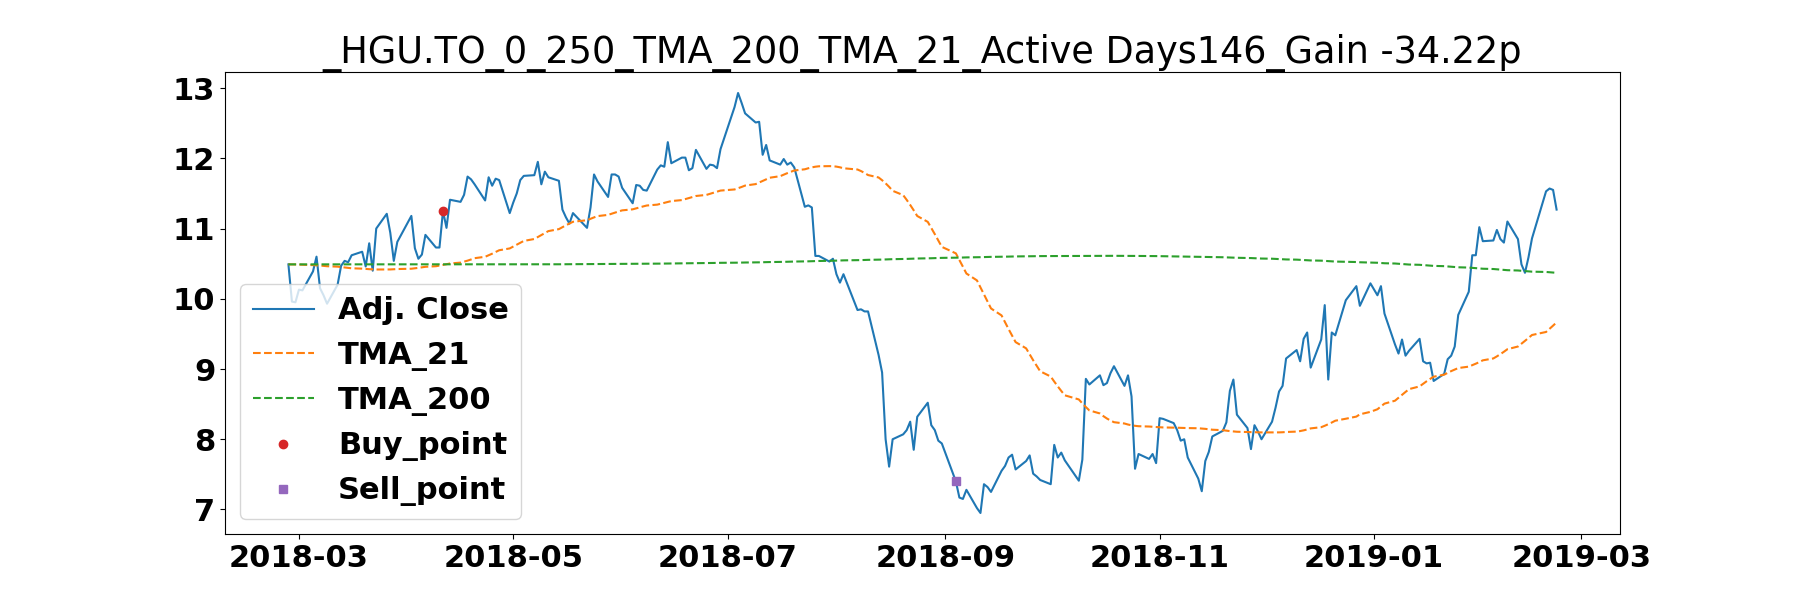 _HGU.TO_0_250_TMA_200_TMA_21_Active Days146_Gain -34.22p
13
12
11
10
9
8
7
Adj. Close
TMA_21
TMA_200
Buy_point
Sell_point
2018-03 2018-05 2018-07 2018-09 2018-11 2019-01 2019-03